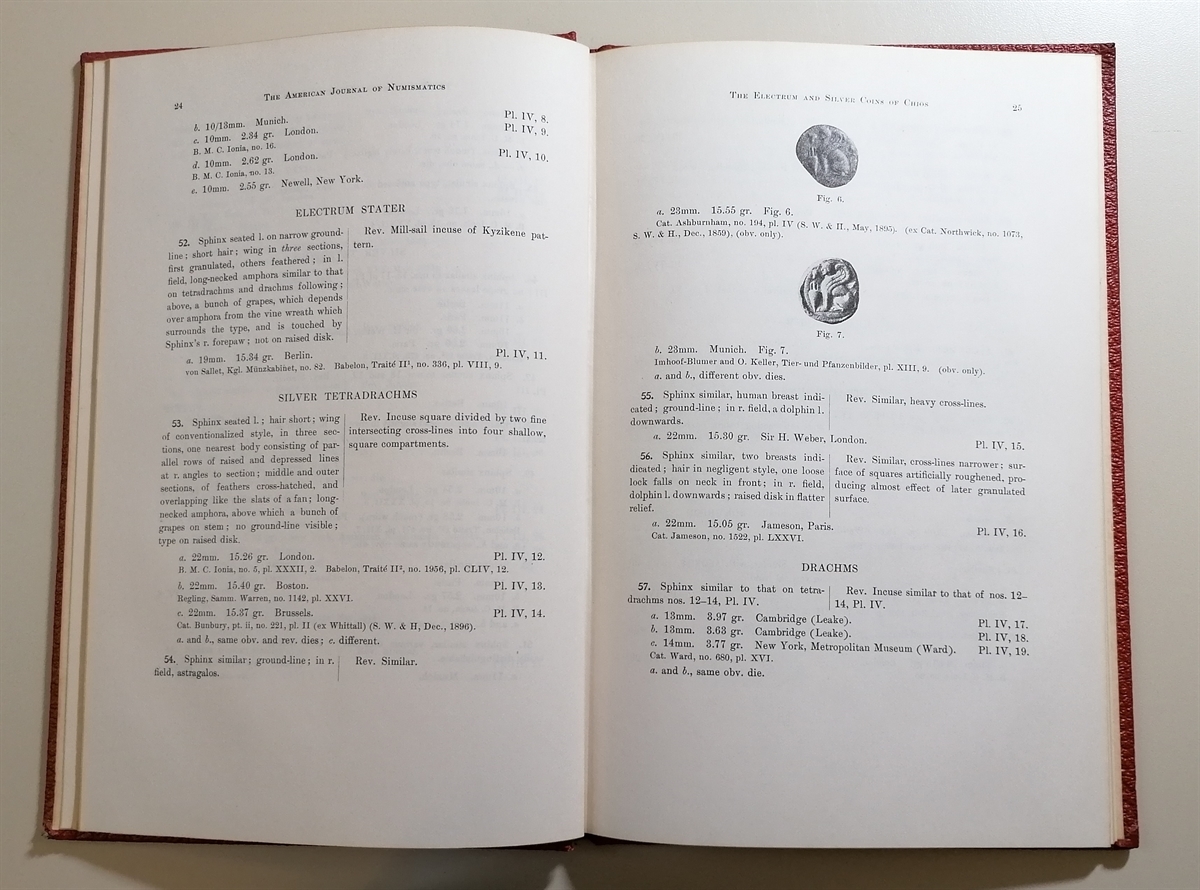 24
THE AMERICAN JOURNAL OF NUMISMATICS
b. 10/13mm. Munich. Pl. IV, 8.
c. 10mm. 2.34 gr. London. Pl. IV, 9.
B. M. C. Ionia, no. 16.
d. 10mm. 2.62 gr. London. Pl. IV, 10.
B. M. C. Ionia, no. 13.
e. 10mm. 2.55 gr. Newell, New York.
ELECTRUM STATER
52. Sphinx seated l. on narrow ground-
line; short hair; wing in three sections,
first granulated, others feathered; in l.
field, long-necked amphora similar to that
on tetradrachms and drachms following;
above, a bunch of grapes, which depends
over amphora from the vine wreath which
surrounds the type, and is touched by
Sphinx's r. forepaw; not on raised disk.
Rev. Mill-sail incuse of Kyzikene pat-
tern.
a. 19mm. 15.34 gr. Berlin. Pl. IV, 11.
von Sallet, Kgl. Münzkabinet, no. 82. Babelon, Traité II¹, no. 336, pl. VIII, 9.
SILVER TETRADRACHMS
53. Sphinx seated l.; hair short; wing
of conventionalized style, in three sec-
tions, one nearest body consisting of par-
allel rows of raised and depressed lines
at r. angles to section; middle and outer
sections, of feathers cross-hatched, and
overlapping like the slats of a fan; long-
necked amphora, above which a bunch of
grapes on stem; no ground-line visible;
type on raised disk.
Rev. Incuse square divided by two fine
intersecting cross-lines into four shallow,
square compartments.
a. 22mm. 15.26 gr. London. Pl. IV, 12.
B. M. C. Ionia, no. 5, pl. XXXII, 2. Babelon, Traité II², no. 1956, pl. CLIV, 12.
b. 22mm. 15.40 gr. Boston. Pl. IV, 13.
Regling, Samm. Warren, no. 1142, pl. XXVI.
c. 22mm. 15.37 gr. Brussels. Pl. IV, 14.
Cat. Bunbury, pt. ii, no. 221, pl. II (ex Whittall) (S. W. & H, Dec., 1896).
a. and b., same obv. and rev. dies; c. different.
54. Sphinx similar; ground-line; in r.
field, astragalos.
Rev. Similar.
THE ELECTRUM AND SILVER COINS OF CHIOS
25
Fig. 6.
a. 23mm. 15.55 gr. Fig. 6.
Cat. Ashburnham, no. 194, pl. IV (S. W. & H., May, 1895). (ex Cat. Northwick, no. 1073,
S. W. & H., Dec., 1859). (obv. only).
Fig. 7.
b. 23mm. Munich. Fig. 7.
Imhoof-Blumer and O. Keller, Tier- und Pfanzenbilder, pl. XIII, 9. (obv. only).
a. and b., different obv. dies.
55. Sphinx similar, human breast indi-
cated; ground-line; in r. field, a dolphin l.
downwards.
Rev. Similar, heavy cross-lines.
a. 22mm. 15.30 gr. Sir H. Weber, London. Pl. IV, 15.
56. Sphinx similar, two breasts indi-
dicated; hair in negligent style, one loose
lock falls on neck in front; in r. field,
dolphin l. downwards; raised disk in flatter
relief.
Rev. Similar, cross-lines narrower; sur-
face of squares artificially roughened, pro-
ducing almost effect of later granulated
surface.
a. 22mm. 15.05 gr. Jameson, Paris. Pl. IV, 16.
Cat. Jameson, no. 1522, pl. LXXVI.
DRACHMS
57. Sphinx similar to that on tetra-
drachms nos. 12–14, Pl. IV.
Rev. Incuse similar to that of nos. 12–
14, Pl. IV.
a. 13mm. 3.97 gr. Cambridge (Leake). Pl. IV, 17.
b. 13mm. 3.63 gr. Cambridge (Leake). Pl. IV, 18.
c. 14mm. 3.77 gr. New York, Metropolitan Museum (Ward). Pl. IV, 19.
Cat. Ward, no. 680, pl. XVI.
a. and b., same obv. die.